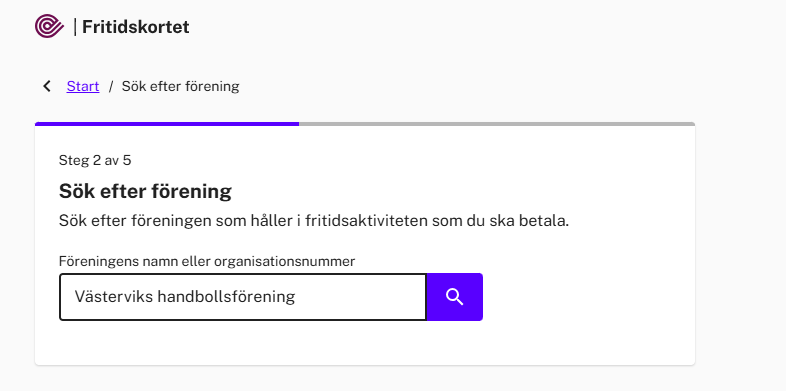 | Fritidskortet
Start / Sök efter förening
Steg 2 av 5
Sök efter förening
Sök efter föreningen som håller i fritidsaktiviteten som du ska betala.
Föreningens namn eller organisationsnummer
Västerviks handbollsförening